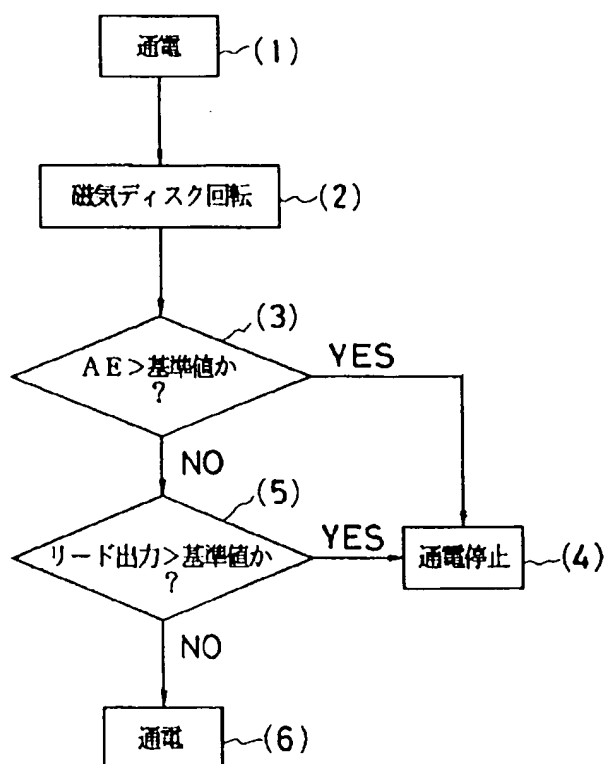 通電
(1)
磁気ディスク回転
(2)
(3)
AE>基準値か
?
YES
NO
(5)
リード出力>基準値か
?
YES
通電停止
(4)
NO
通電
(6)